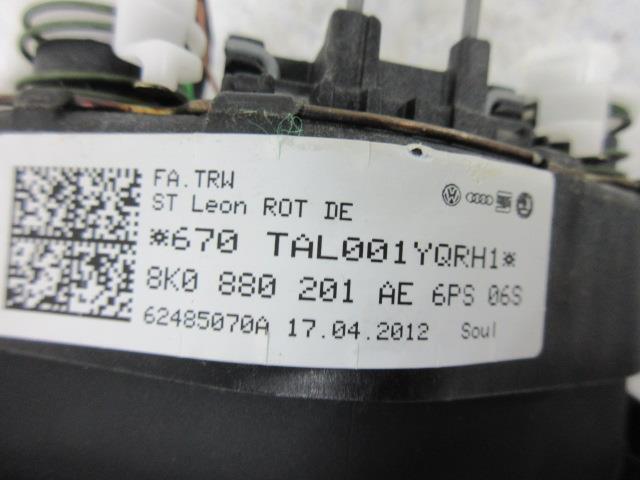 FA.TRW
ST Leon ROT DE
*670 TAL001YQRH1*
8K0 880 201 AE 6PS 06S
62485070A 17.04.2012 Soul